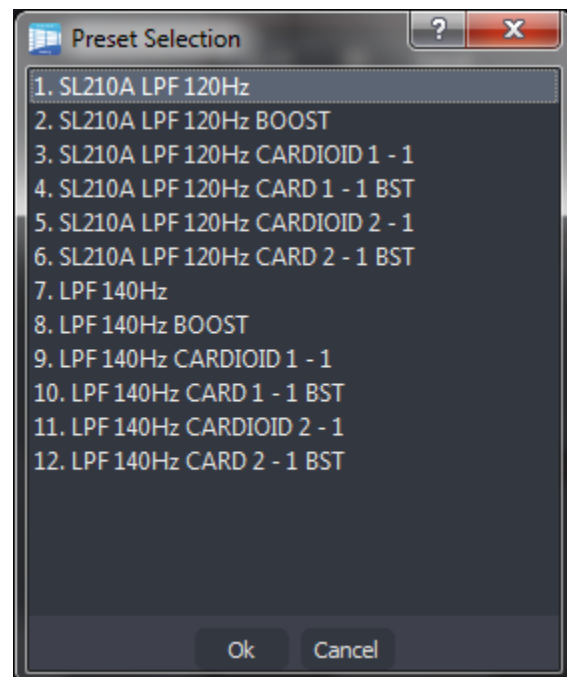 Preset Selection
1. SL210A LPF 120Hz
2. SL210A LPF 120Hz BOOST
3. SL210A LPF 120Hz CARDIOID 1 - 1
4. SL210A LPF 120Hz CARD 1 - 1 BST
5. SL210A LPF 120Hz CARDIOID 2 - 1
6. SL210A LPF 120Hz CARD 2 - 1 BST
7. LPF 140Hz
8. LPF 140Hz BOOST
9. LPF 140Hz CARDIOID 1 - 1
10. LPF 140Hz CARD 1 - 1 BST
11. LPF 140Hz CARDIOID 2 - 1
12. LPF 140Hz CARD 2 - 1 BST
Ok Cancel